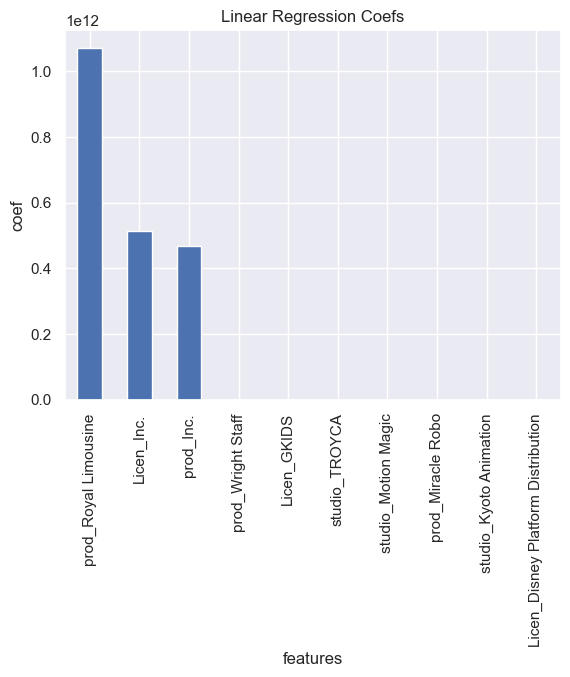 Linear Regression Coefs
1e12
1.0
0.8
0.6
0.4
0.2
0.0
coef
prod_Royal Limousine
Licen_Inc.
prod_Inc.
prod_Wright Staff
Licen_GKIDS
studio_TROYCA
studio_Motion Magic
prod_Miracle Robo
studio_Kyoto Animation
Licen_Disney Platform Distribution
features